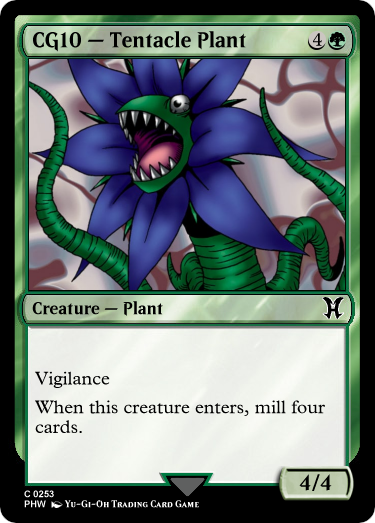 CG10 — Tentacle Plant 4
Creature — Plant
Vigilance
When this creature enters, mill four
cards.
4/4
C 0253
PHW Yu-Gi-Oh Trading Card Game